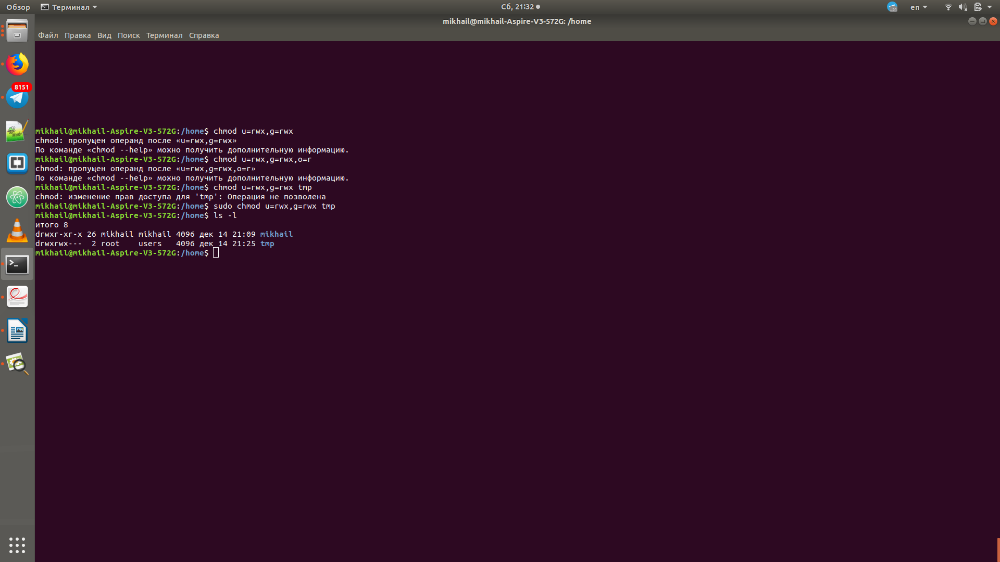 Обзор Терминал Сб, 21:32 51 en
mikhail@mikhail-Aspire-V3-572G: /home
Файл Правка Вид Поиск Терминал Справка
8151
mikhail@mikhail-Aspire-V3-572G:/home$ chmod u=rwx,g=rwx
chmod: пропущен операнд после «u=rwx,g=rwx»
По команде «chmod --help» можно получить дополнительную информацию.
mikhail@mikhail-Aspire-V3-572G:/home$ chmod u=rwx,g=rwx,o=r
chmod: пропущен операнд после «u=rwx,g=rwx,o=r»
По команде «chmod --help» можно получить дополнительную информацию.
mikhail@mikhail-Aspire-V3-572G:/home$ chmod u=rwx,g=rwx tmp
chmod: изменение прав доступа для 'tmp': Операция не позволена
mikhail@mikhail-Aspire-V3-572G:/home$ sudo chmod u=rwx,g=rwx tmp
mikhail@mikhail-Aspire-V3-572G:/home$ ls -l
итого 8
drwxr-xr-x 26 mikhail mikhail 4096 дек 14 21:09 mikhail
drwxrwx---  2 root    users   4096 дек 14 21:25 tmp
mikhail@mikhail-Aspire-V3-572G:/home$